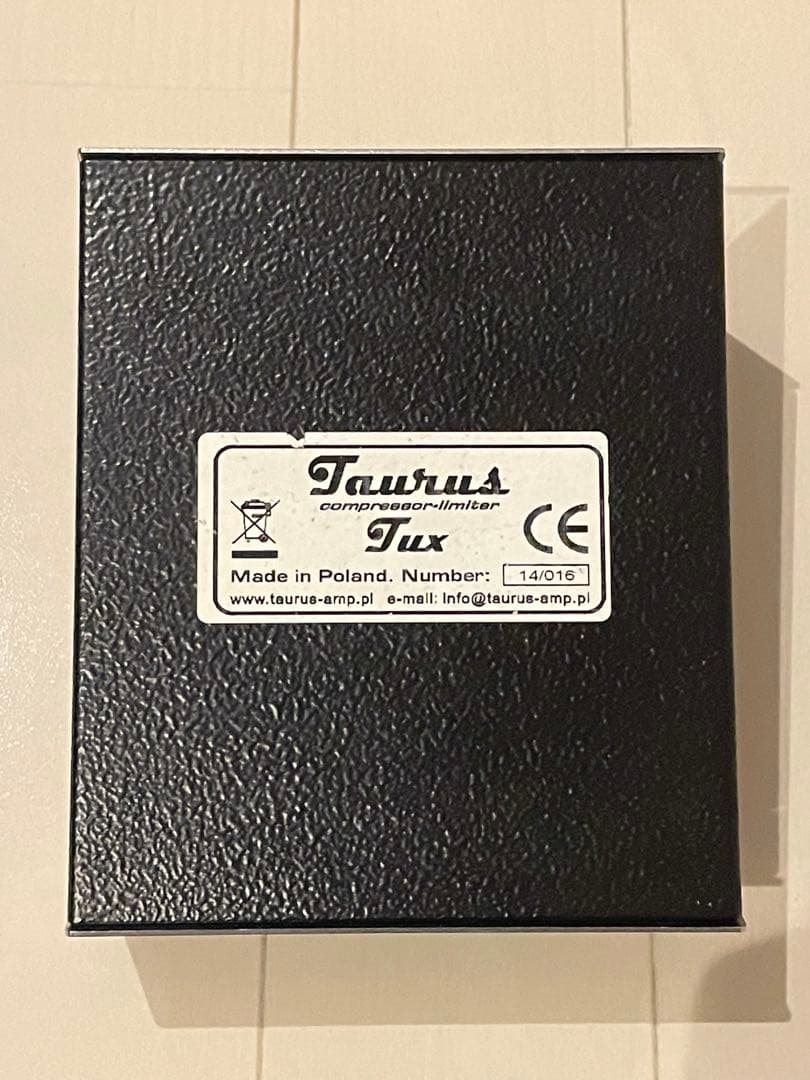 Taurus
compressor-limiter
Tux
CE
Made in Poland. Number: 14/016
www.taurus-amp.pl e-mail: info@taurus-amp.pl